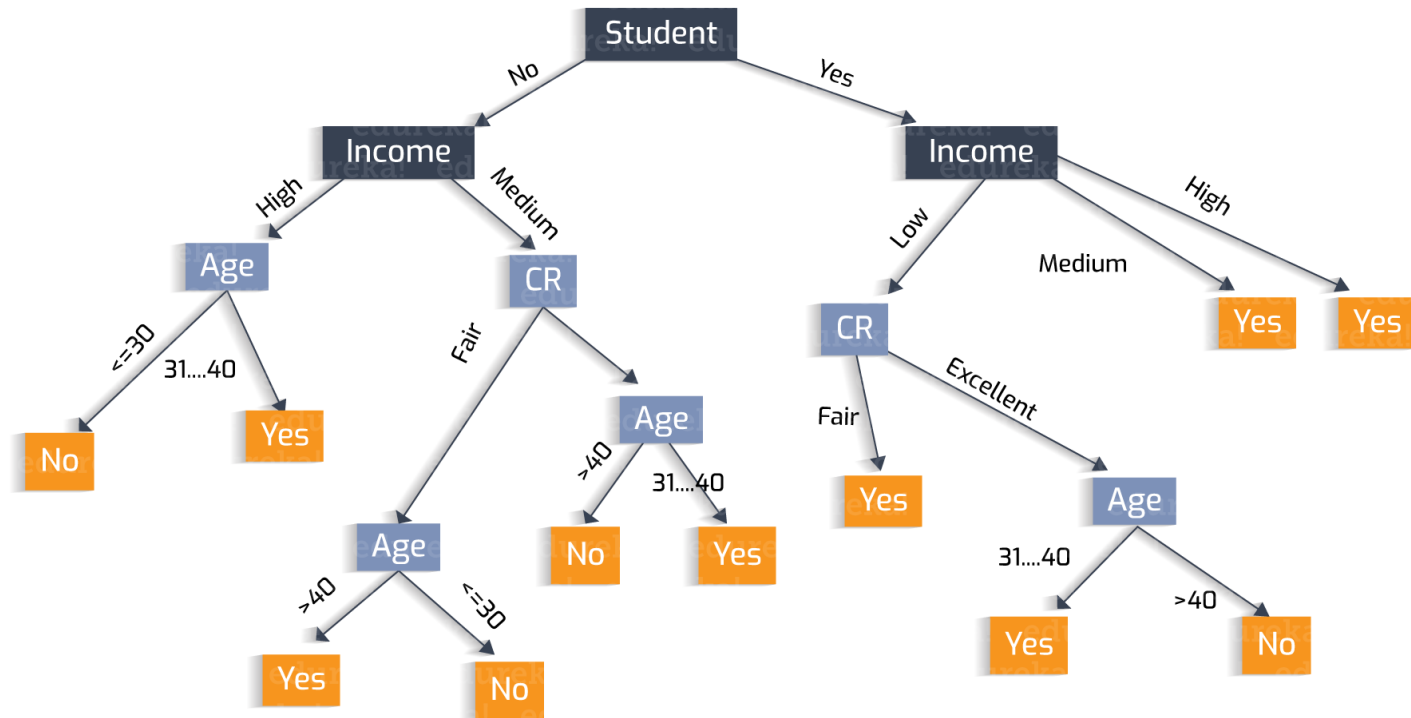 Student
No
Yes
Income
Income
High
Medium
Low
Medium
High
Age
CR
CR
Yes
Yes
<=30
31....40
Fair
Fair
Excellent
No
Yes
Age
>40
31....40
Yes
Age
Age
No
Yes
31....40
>40
>40
<=30
Yes
No
Yes
No
edureka!